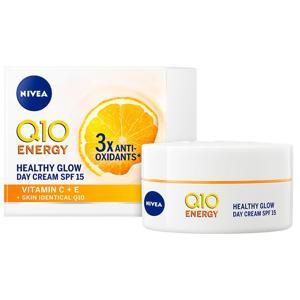 NIVEA
Q10
ENERGY
3x ANTI-
OXIDANTS*
HEALTHY GLOW
DAY CREAM SPF 15
VITAMIN C + E
+ SKIN IDENTICAL Q10
NIVEA
Q10
ENERGY
HEALTHY GLOW
DAY CREAM SPF 15